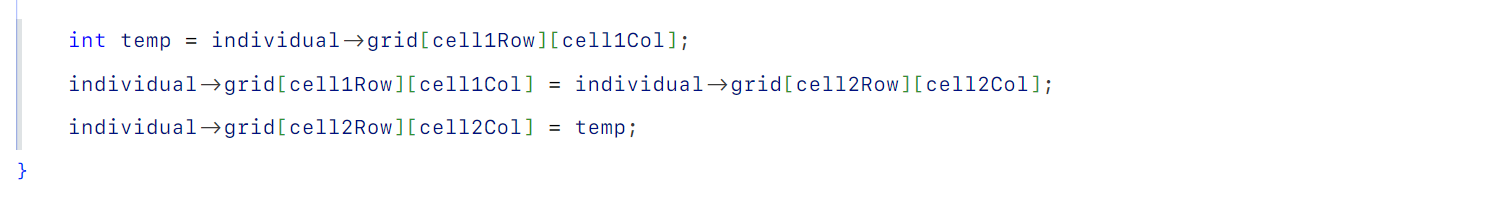 int temp = individual->grid[cell1Row][cell1Col];
individual->grid[cell1Row][cell1Col] = individual->grid[cell2Row][cell2Col];
individual->grid[cell2Row][cell2Col] = temp;
}